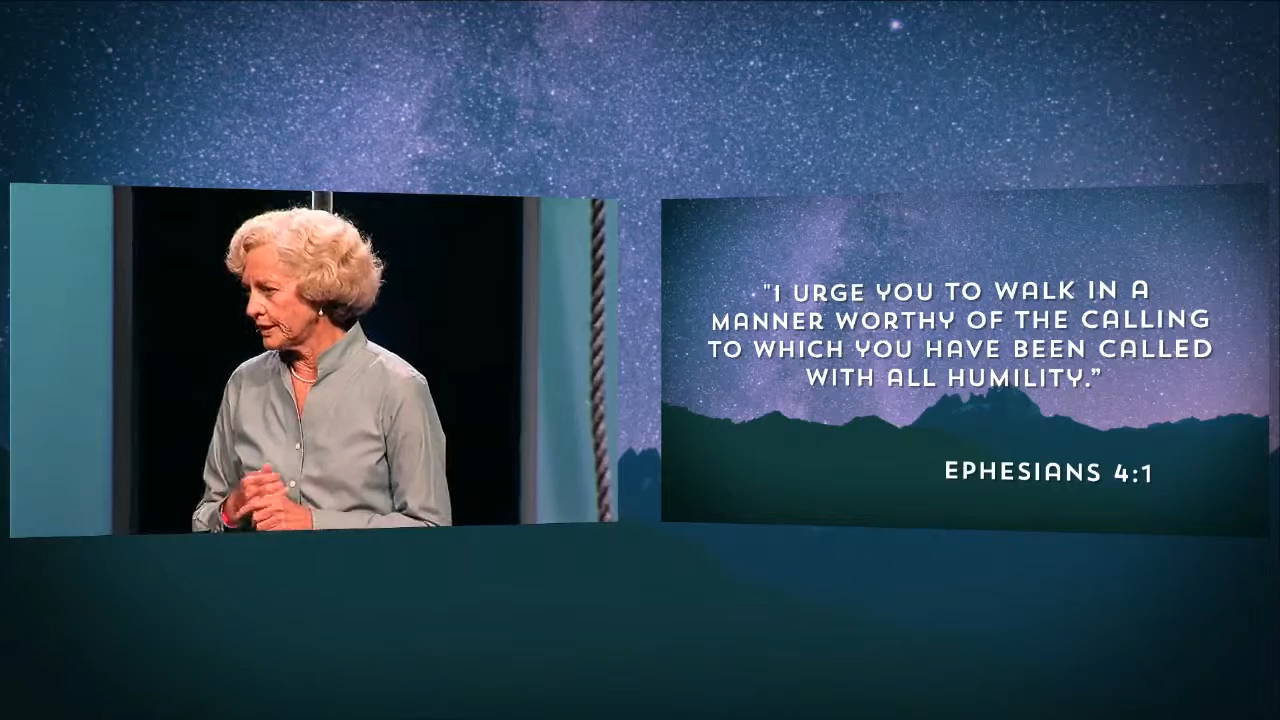 "I URGE YOU TO WALK IN A
MANNER WORTHY OF THE CALLING
TO WHICH YOU HAVE BEEN CALLED
WITH ALL HUMILITY.”
EPHESIANS 4:1